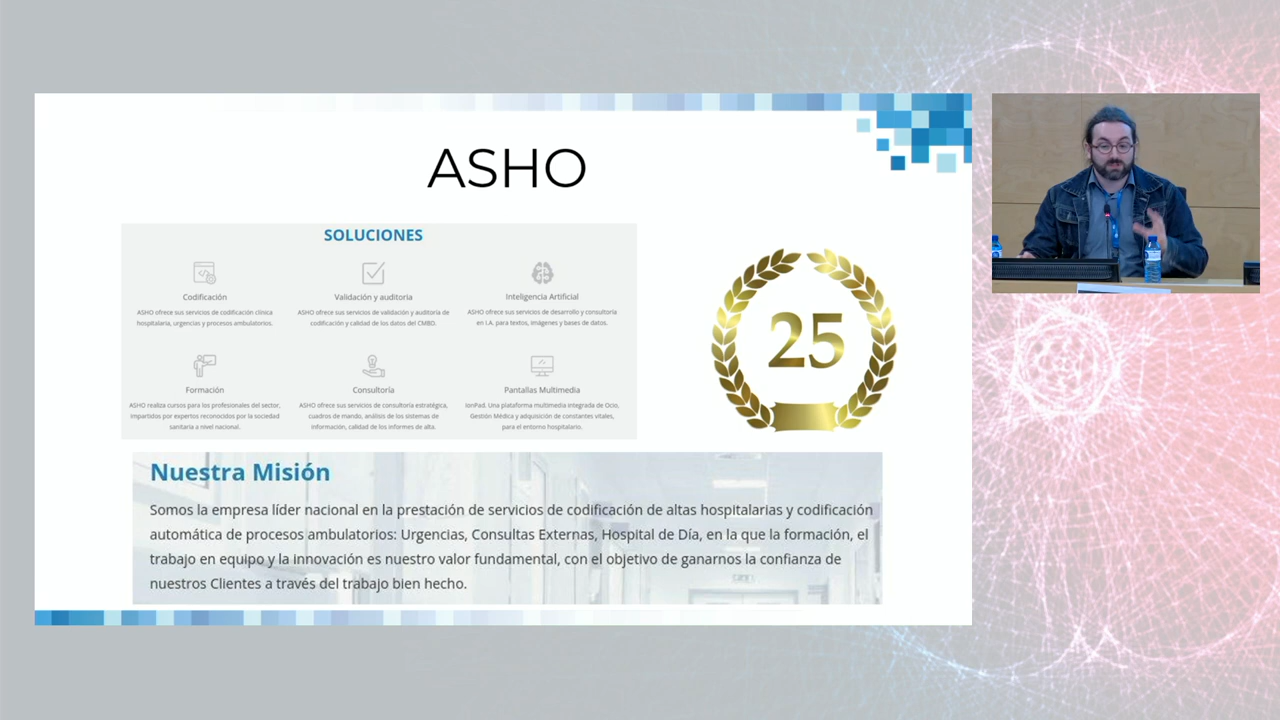 ASHO
SOLUCIONES
Codificación
ASHO ofrece sus servicios de codificación clínica
hospitalaria, urgencias y procesos ambulatorios.
Validación y auditoria
ASHO ofrece sus servicios de validación y auditoría de
codificación y calidad de los datos del CMBD.
Inteligencia Artificial
ASHO ofrece sus servicios de desarrollo y consultoría
en I.A. para textos, imágenes y bases de datos.
Formación
ASHO realiza cursos para los profesionales del sector,
impartidos por expertos reconocidos por la sociedad
sanitaria a nivel nacional.
Consultoría
ASHO ofrece sus servicios de consultoría estratégica,
cuadros de mando, análisis de los sistemas de
información, calidad de los informes de alta.
Pantallas Multimedia
IonPad. Una plataforma multimedia integrada de Ocio,
Gestión Médica y adquisición de constantes vitales,
para el entorno hospitalario.
25
Nuestra Misión
Somos la empresa líder nacional en la prestación de servicios de codificación de altas hospitalarias y codificación
automática de procesos ambulatorios: Urgencias, Consultas Externas, Hospital de Día, en la que la formación, el
trabajo en equipo y la innovación es nuestro valor fundamental, con el objetivo de ganarnos la confianza de
nuestros Clientes a través del trabajo bien hecho.